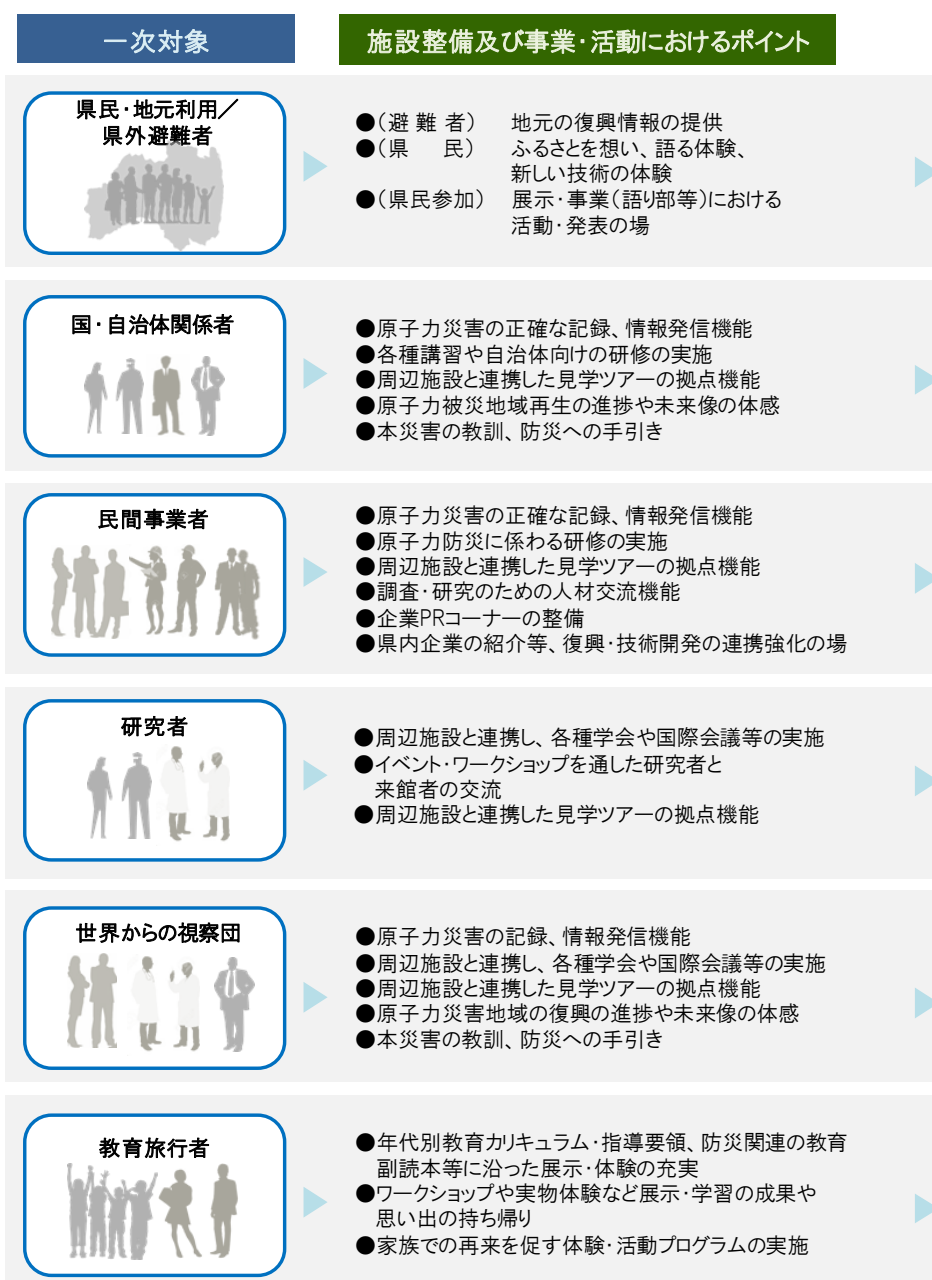 一次対象
施設整備及び事業・活動におけるポイント
県民・地元利用／
県外避難者
●（避 難 者） 地元の復興情報の提供
●（県 民） ふるさとを想い、語る体験、
新しい技術の体験
●（県民参加） 展示・事業（語り部等）における
活動・発表の場
国・自治体関係者
●原子力災害の正確な記録、情報発信機能
●各種講習や自治体向けの研修の実施
●周辺施設と連携した見学ツアーの拠点機能
●原子力被災地域再生の進捗や未来像の体感
●本災害の教訓、防災への手引き
民間事業者
●原子力災害の正確な記録、情報発信機能
●原子力防災に係わる研修の実施
●周辺施設と連携した見学ツアーの拠点機能
●調査・研究のための人材交流機能
●企業PRコーナーの整備
●県内企業の紹介等、復興・技術開発の連携強化の場
研究者
●周辺施設と連携し、各種学会や国際会議等の実施
●イベント・ワークショップを通した研究者と
来館者の交流
●周辺施設と連携した見学ツアーの拠点機能
世界からの視察団
●原子力災害の記録、情報発信機能
●周辺施設と連携し、各種学会や国際会議等の実施
●周辺施設と連携した見学ツアーの拠点機能
●原子力災害地域の復興の進捗や未来像の体感
●本災害の教訓、防災への手引き
教育旅行者
●年代別教育カリキュラム・指導要領、防災関連の教育
副読本等に沿った展示・体験の充実
●ワークショップや実物体験など展示・学習の成果や
思い出の持ち帰り
●家族での再来を促す体験・活動プログラムの実施